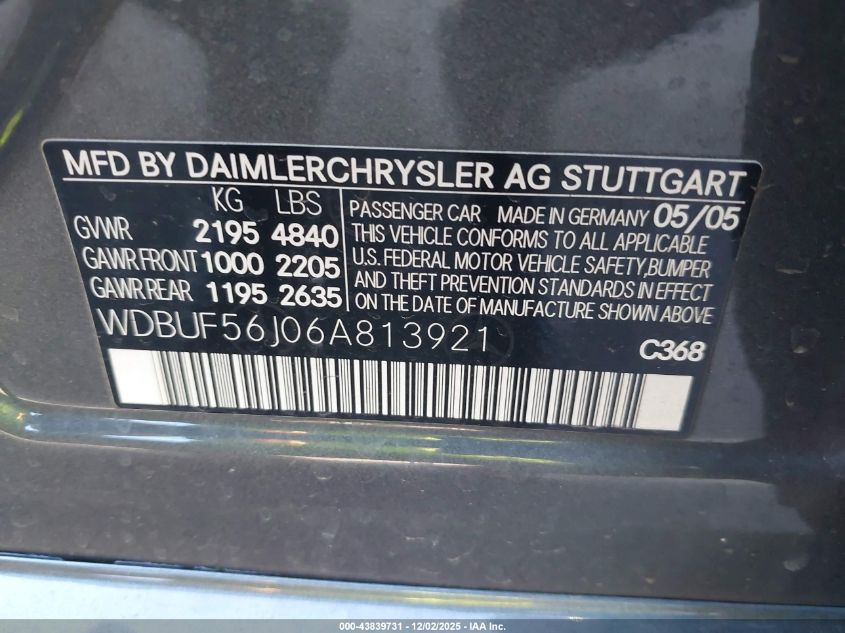 MFD BY DAIMLERCHRYSLER AG STUTTGART
KG LBS
GVWR 2195 4840
GAWR FRONT 1000 2205
GAWR REAR 1195 2635
PASSENGER CAR MADE IN GERMANY 05/05
THIS VEHICLE CONFORMS TO ALL APPLICABLE
U.S. FEDERAL MOTOR VEHICLE SAFETY, BUMPER
AND THEFT PREVENTION STANDARDS IN EFFECT
ON THE DATE OF MANUFACTURE SHOWN ABOVE
WDBUF56J06A813921
C368
000-43839731 - 12/02/2025 - IAA Inc.